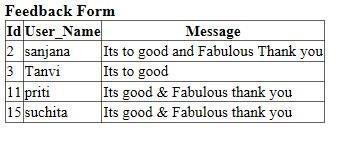 Feedback Form
Id User_Name Message
2 sanjana Its to good and Fabulous Thank you
3 Tanvi Its to good
11 priti Its good & Fabulous thank you
15 suchita Its good & Fabulous thank you